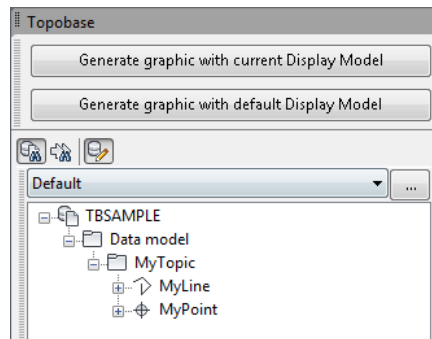 Topobase
Generate graphic with current Display Model
Generate graphic with default Display Model
Default
...
TBSAMPLE
Data model
MyTopic
MyLine
MyPoint